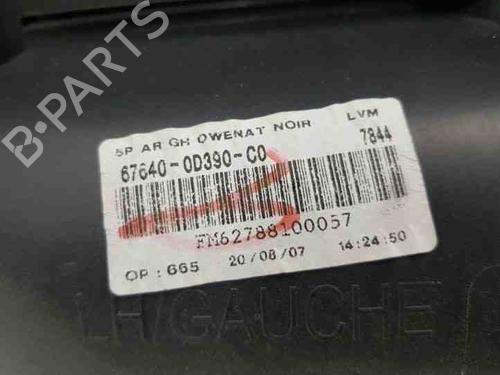 5P AR GH OWENAT NOIR LVM
67640-0D390-C0 7844
FM62788100057
OP : 665 20/08/07 14:24:50
LH/GAUCHE
B-PARTS